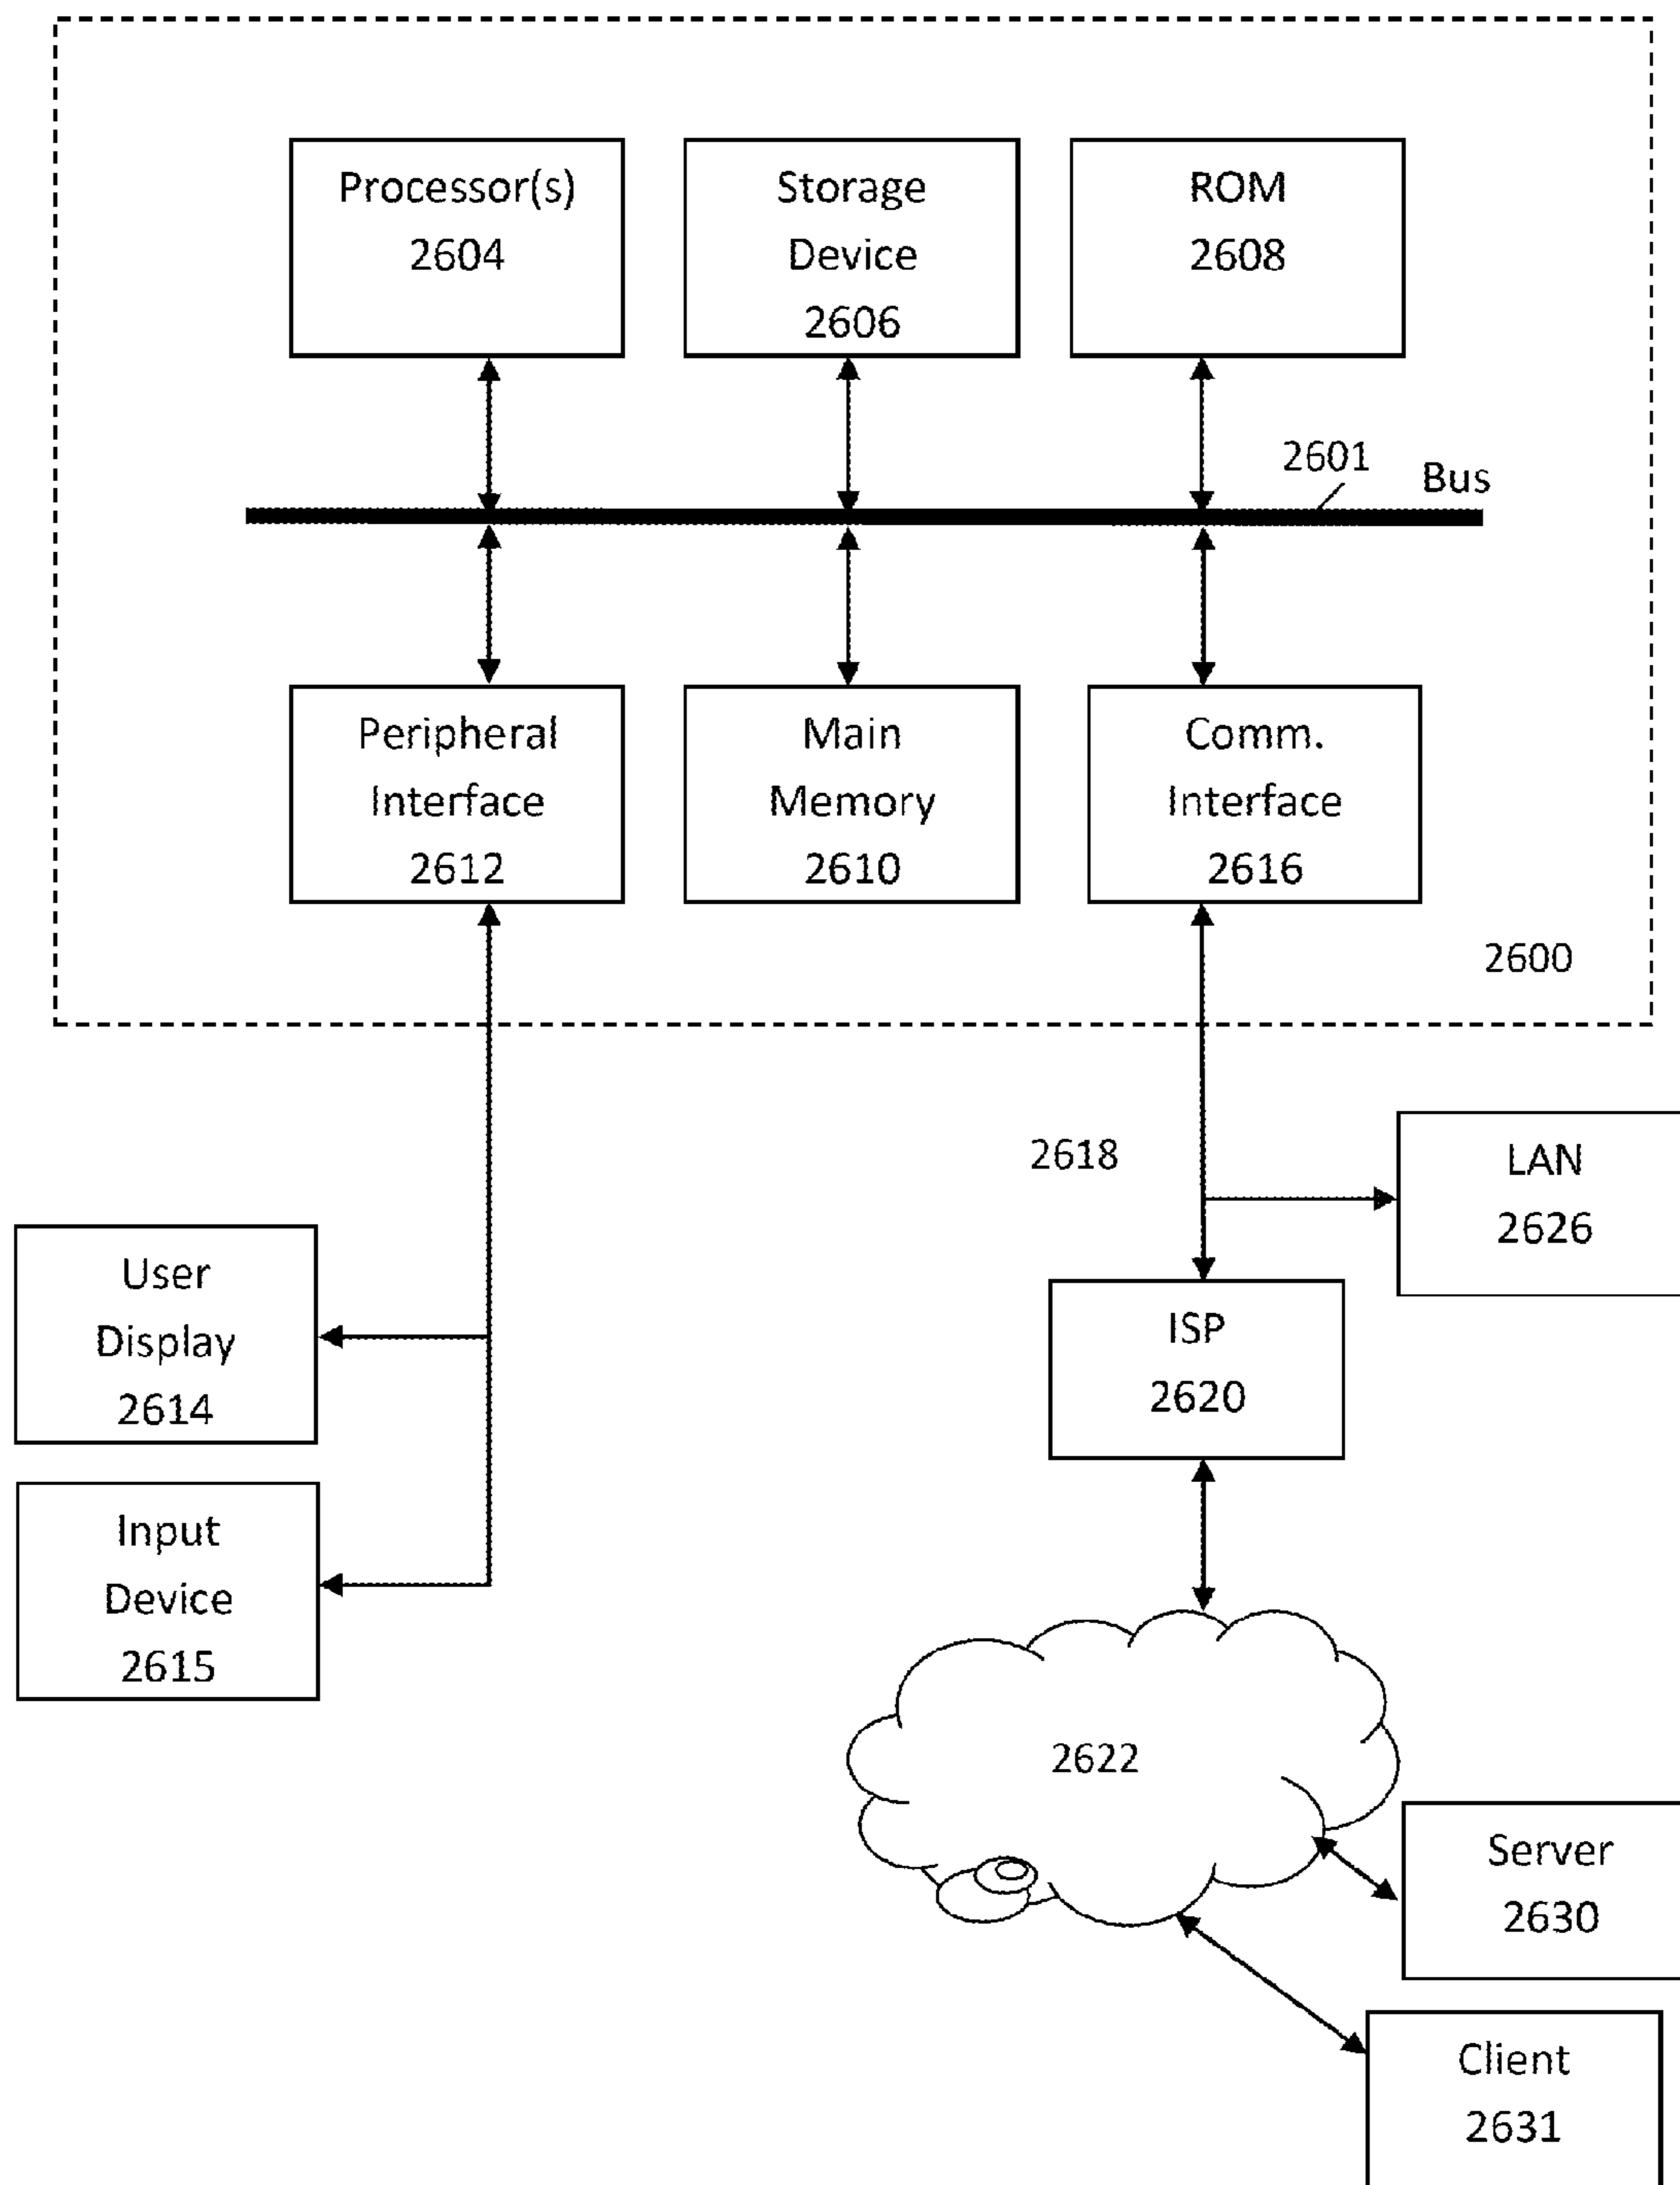 Processor(s)
2604
Storage
Device
2606
ROM
2608
2601
Bus
Peripheral
Interface
2612
Main
Memory
2610
Comm.
Interface
2616
2600
2618
LAN
2626
User
Display
2614
ISP
2620
Input
Device
2615
2622
Server
2630
Client
2631